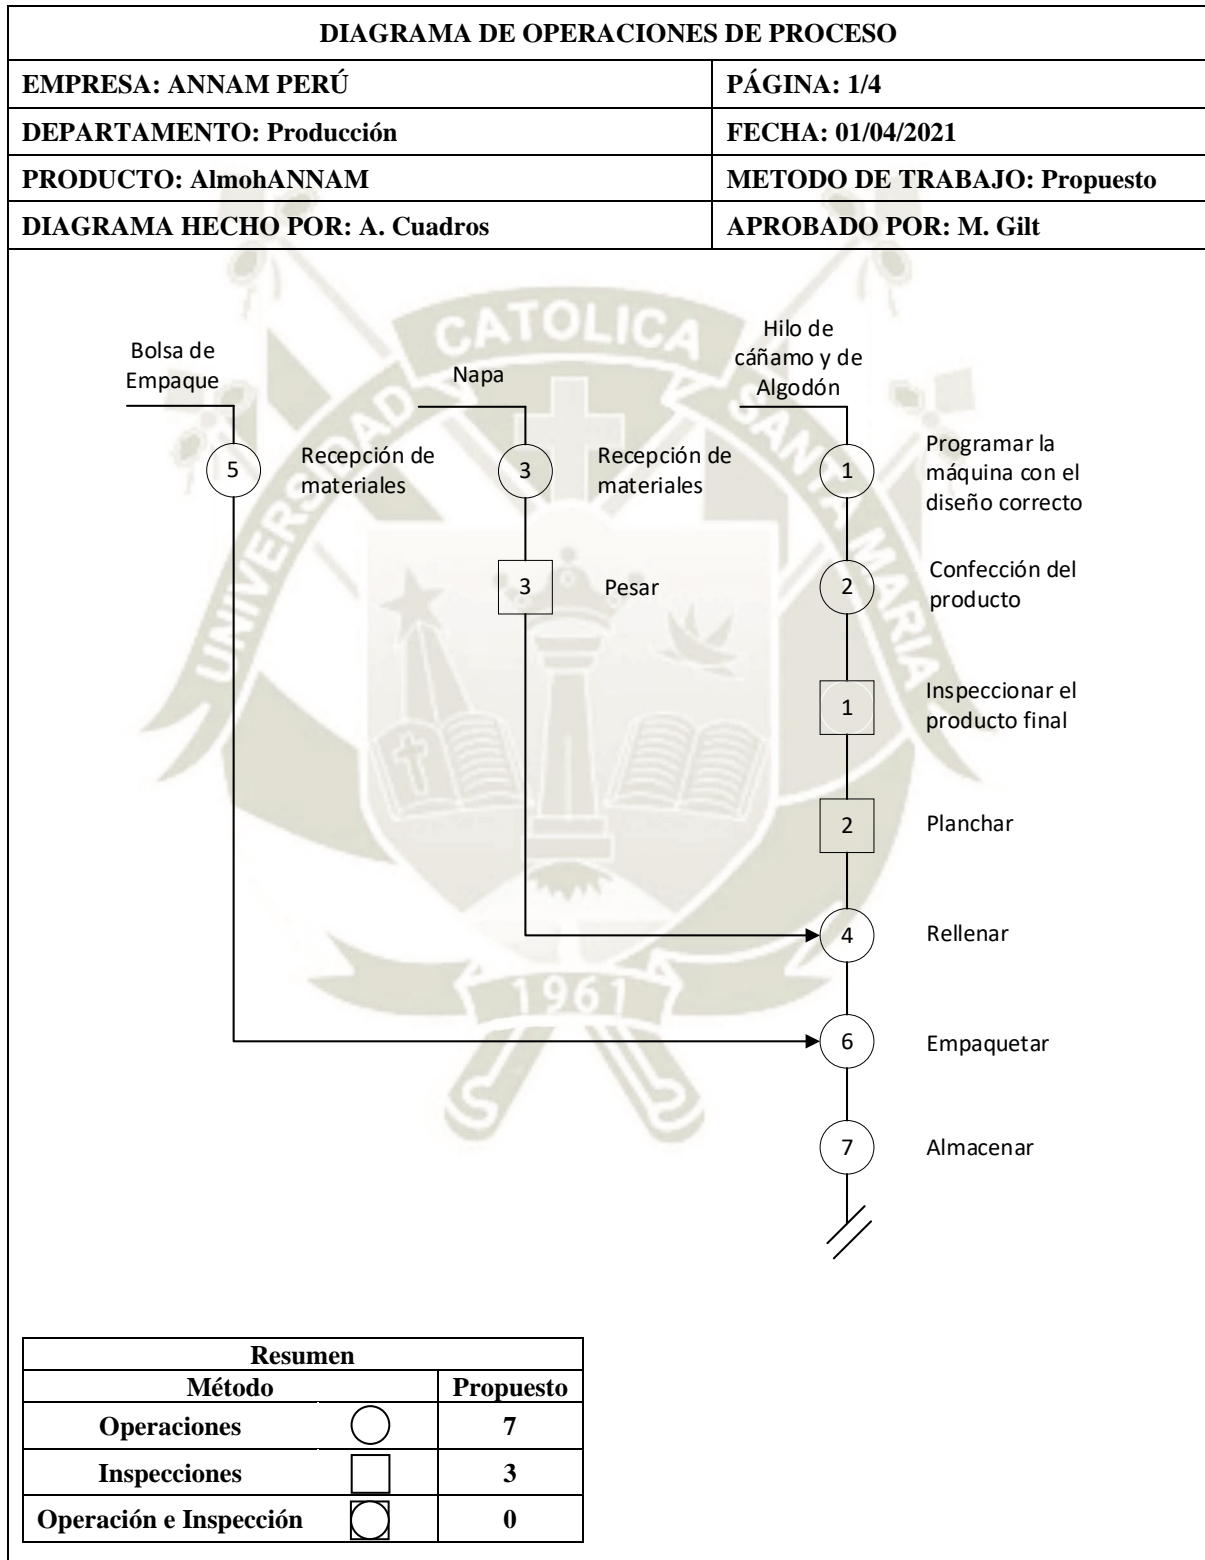 DIAGRAMA DE OPERACIONES DE PROCESO
EMPRESA: ANNAM PERÚ
PÁGINA: 1/4
DEPARTAMENTO: Producción
FECHA: 01/04/2021
PRODUCTO: AlmohANNAM
METODO DE TRABAJO: Propuesto
DIAGRAMA HECHO POR: A. Cuadros
APROBADO POR: M. Gilt
UNIVERSIDAD CATOLICA SANTA MARIA
Bolsa de
Empaque
Napa
Hilo de
cáñamo y de
Algodón
5
Recepción de
materiales
3
Recepción de
materiales
1
Programar la
máquina con el
diseño correcto
3
Pesar
2
Confección del
producto
1
Inspeccionar el
producto final
2
Planchar
4
Rellenar
1961
6
Empaquetar
7
Almacenar
Resumen
Método
Propuesto
Operaciones
7
Inspecciones
3
Operación e Inspección
0